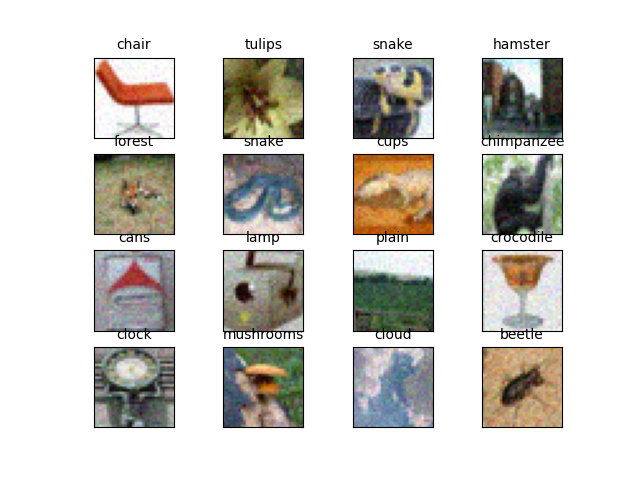 chair tulips snake hamster
forest snake cups chimpanzee
cans lamp plain crocodile
clock mushrooms cloud beetle